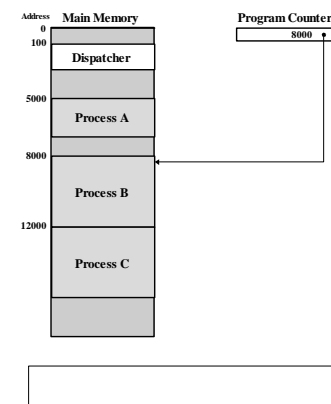 Address Main Memory Program Counter
0
8000
100
Dispatcher
5000
Process A
8000
Process B
12000
Process C